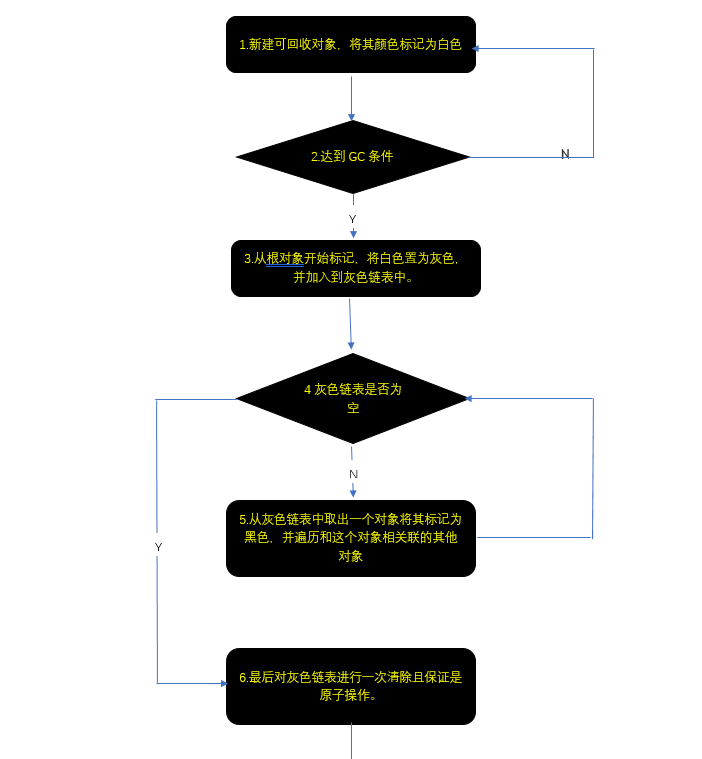 1.新建可回收对象，将其颜色标记为白色
2.达到 GC 条件
N
Y
3.从根对象开始标记，将白色置为灰色，
并加入到灰色链表中。
4 灰色链表是否为
空
N
5.从灰色链表中取出一个对象将其标记为
黑色，并遍历和这个对象相关联的其他
对象
Y
6.最后对灰色链表进行一次清除且保证是
原子操作。